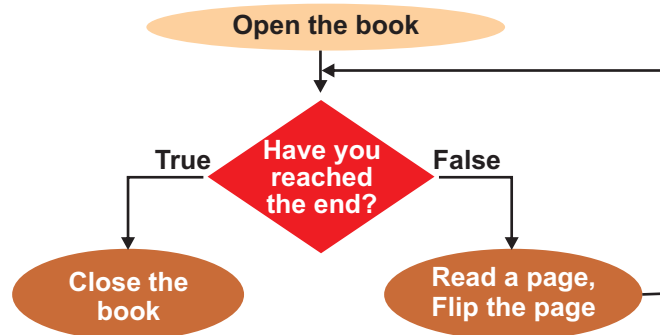 Open the book
True
Have you
reached
the end?
False
Close the
book
Read a page,
Flip the page